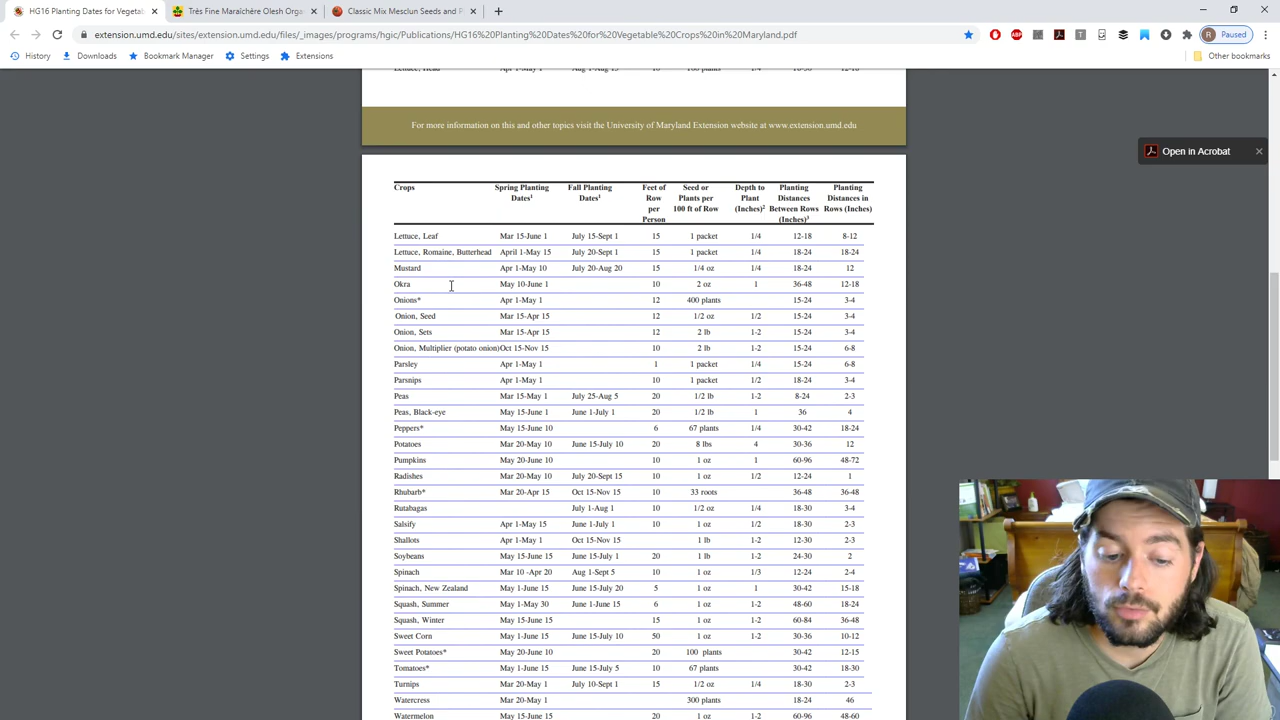 HG16 Planting Dates for Vegetabl
Très Fine Maraîchère Olesh Orga
Classic Mix Mesclun Seeds and P
extension.umd.edu/sites/extension.umd.edu/files/_images/programs/hgic/Publications/HG16%20Planting%20Dates%20for%20Vegetable%20Crops%20in%20Maryland.pdf
Paused
History Downloads Bookmark Manager Settings Extensions Other bookmarks
For more information on this and other topics visit the University of Maryland Extension website at www.extension.umd.edu
Open in Acrobat
Crops Spring Planting Dates¹ Fall Planting Dates¹ Feet of Row per Person Seed or Plants per 100 ft of Row Depth to Plant (Inches)² Planting Distances Between Rows (Inches)³ Planting Distances in Rows (Inches)
Lettuce, Leaf Mar 15-June 1 July 15-Sept 1 15 1 packet 1/4 12-18 8-12
Lettuce, Romaine, Butterhead April 1-May 15 July 20-Sept 1 15 1 packet 1/4 18-24 18-24
Mustard Apr 1-May 10 July 20-Aug 20 15 1/4 oz 1/4 18-24 12
Okra May 10-June 1 10 2 oz 1 36-48 12-18
Onions* Apr 1-May 1 12 400 plants 15-24 3-4
Onion, Seed Mar 15-Apr 15 12 1/2 oz 1/2 15-24 3-4
Onion, Sets Mar 15-Apr 15 12 2 lb 1-2 15-24 3-4
Onion, Multiplier (potato onion) Oct 15-Nov 15 10 2 lb 1-2 15-24 6-8
Parsley Apr 1-May 1 1 1 packet 1/4 15-24 6-8
Parsnips Apr 1-May 1 10 1 packet 1/2 18-24 3-4
Peas Mar 15-May 1 July 25-Aug 5 20 1/2 lb 1-2 8-24 2-3
Peas, Black-eye May 15-June 1 June 1-July 1 20 1/2 lb 1 36 4
Peppers* May 15-June 10 6 67 plants 1/4 30-42 18-24
Potatoes Mar 20-May 10 June 15-July 10 20 8 lbs 4 30-36 12
Pumpkins May 20-June 10 10 1 oz 1 60-96 48-72
Radishes Mar 20-May 10 July 20-Sept 15 10 1 oz 1/2 12-24 1
Rhubarb* Mar 20-Apr 15 Oct 15-Nov 15 10 33 roots 36-48 36-48
Rutabagas July 1-Aug 1 10 1/2 oz 1/4 18-30 3-4
Salsify Apr 1-May 15 June 1-July 1 10 1 oz 1/2 18-30 2-3
Shallots Apr 1-May 1 Oct 15-Nov 15 1 lb 1-2 12-30 2-3
Soybeans May 15-June 15 June 15-July 1 20 1 lb 1-2 24-30 2
Spinach Mar 10 -Apr 20 Aug 1-Sept 5 10 1 oz 1/3 12-24 2-4
Spinach, New Zealand May 1-June 15 June 15-July 20 5 1 oz 1 30-42 15-18
Squash, Summer May 1-May 30 June 1-June 15 6 1 oz 1-2 48-60 18-24
Squash, Winter May 15-June 15 15 1 oz 1-2 60-84 36-48
Sweet Corn May 1-June 15 June 15-July 10 50 1 oz 1-2 30-36 10-12
Sweet Potatoes* May 20-June 10 20 100 plants 30-42 12-15
Tomatoes* May 1-June 15 June 15-July 5 10 67 plants 30-42 18-30
Turnips Mar 20-May 1 July 10-Sept 1 15 1/2 oz 1/4 18-30 2-3
Watercress Mar 20-May 1 300 plants 18-24 46
Watermelon May 15-June 15 20 1 oz 1-2 60-96 48-60